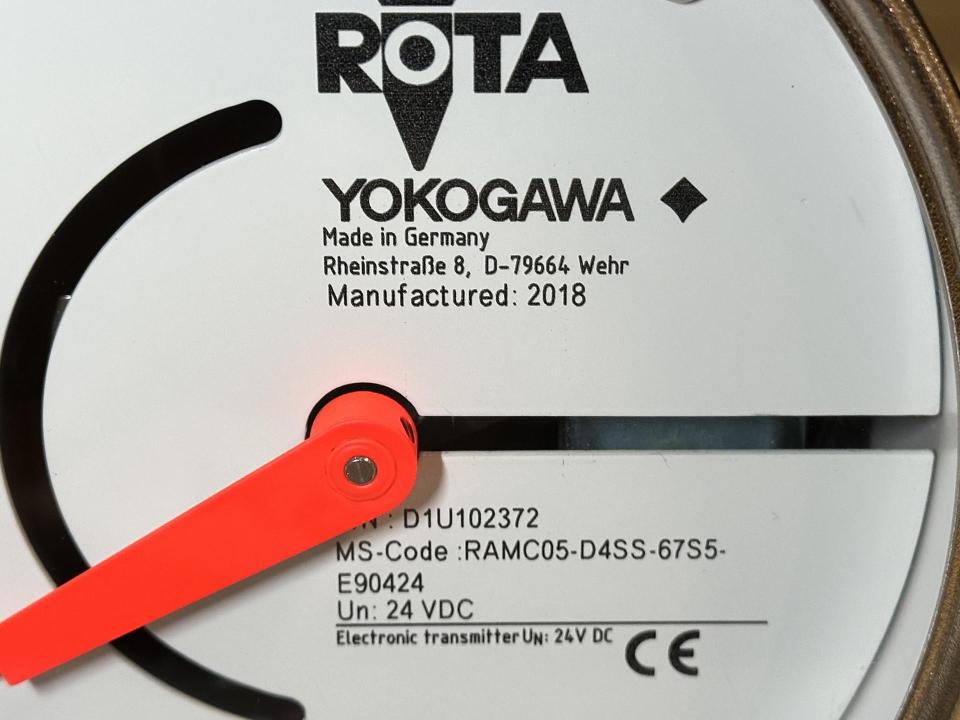 ROTA
YOKOGAWA
Made in Germany
Rheinstraße 8, D-79664 Wehr
Manufactured: 2018
: D1U102372
MS-Code :RAMC05-D4SS-67S5-
E90424
Un: 24 VDC
Electronic transmitter UN: 24V DC
CE